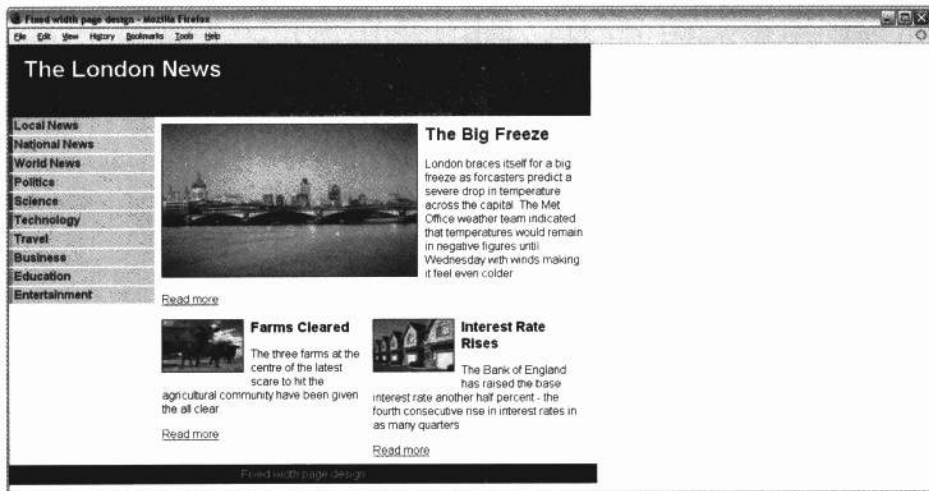 Fixed width page design - Mozilla Firefox
File Edit View History Bookmarks Tools Help
The London News
Local News
National News
World News
Politics
Science
Technology
Travel
Business
Education
Entertainment
The Big Freeze
London braces itself for a big
freeze as forcasters predict a
severe drop in temperature
across the capital. The Met
Office weather team indicated
that temperatures would remain
in negative figures until
Wednesday with winds making
it feel even colder
Read more
Farms Cleared
The three farms at the
centre of the latest
scare to hit the
agricultural community have been given
the all clear
Read more
Interest Rate
Rises
The Bank of England
has raised the base
interest rate another half percent - the
fourth consecutive rise in interest rates in
as many quarters
Read more
Fixed width page design